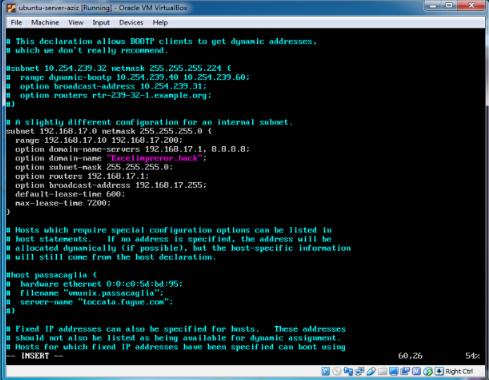 ubuntu-server-aziz [Running] - Oracle VM VirtualBox
File Machine View Input Devices Help
# This declaration allows BOOTP clients to get dynamic addresses,
# which we don't really recommend.
#subnet 10.254.239.32 netmask 255.255.255.224 {
#  range dynamic-bootp 10.254.239.40 10.254.239.60;
#  option broadcast-address 10.254.239.31;
#  option routers rtr-239-32-1.example.org;
#}
# A slightly different configuration for an internal subnet.
subnet 192.168.17.0 netmask 255.255.255.0 {
  range 192.168.17.10 192.168.17.200;
  option domain-name-servers 192.168.17.1, 8.8.8.8;
  option domain-name "Excelimpreror.hack";
  option subnet-mask 255.255.255.0;
  option routers 192.168.17.1;
  option broadcast-address 192.168.17.255;
  default-lease-time 600;
  max-lease-time 7200;
}
# Hosts which require special configuration options can be listed in
# host statements.   If no address is specified, the address will be
# allocated dynamically (if possible), but the host-specific information
# will still come from the host declaration.
#host passacaglia {
#  hardware ethernet 0:0:c0:5d:bd:95;
#  filename "vmunix.passacaglia";
#  server-name "toccata.fugue.com";
#}
# Fixed IP addresses can also be specified for hosts.   These addresses
# should not also be listed as being available for dynamic assignment.
# Hosts for which fixed IP addresses have been specified can boot using
-- INSERT -- 60,26 54%
Right Ctrl